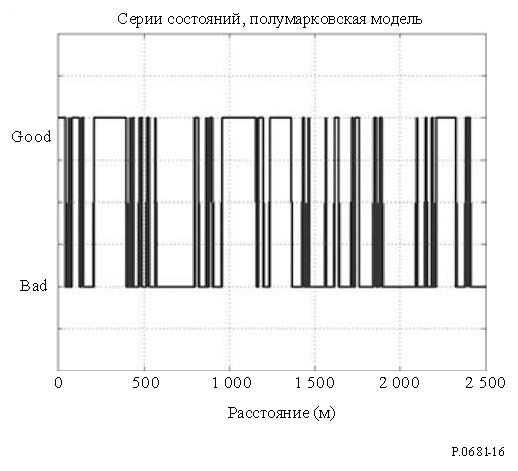 Серии состояний, полумарковская модель
Good
Bad
0 500 1 000 1 500 2 000 2 500
Расстояние (м)
P.0681-16